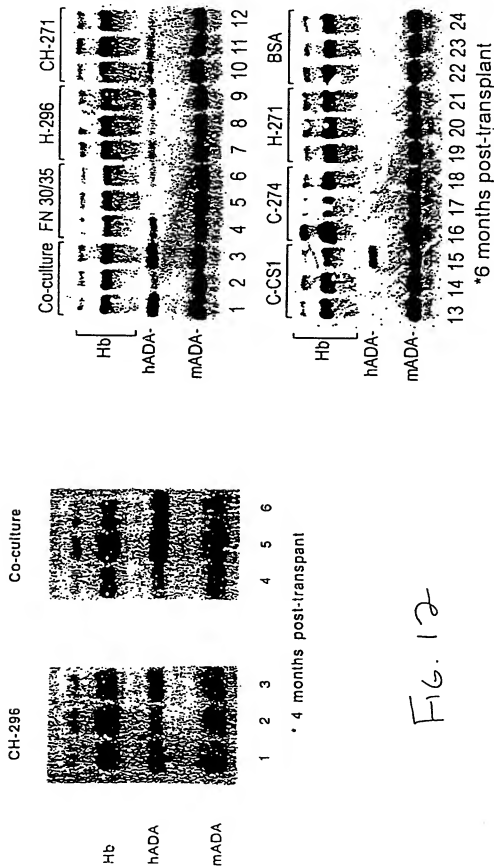 CH-296
Co-culture
Hb
hADA
mADA
1 2 3
4 5 6
* 4 months post-transpant
FIG. 12
Co-culture FN 30/35 H-296 CH-271
Hb
hADA-
mADA-
1 2 3 4 5 6 7 8 9 10 11 12
C-CS1 C-274 H-271 BSA
Hb
hADA-
mADA-
13 14 15 16 17 18 19 20 21 22 23 24
*6 months post-transplant